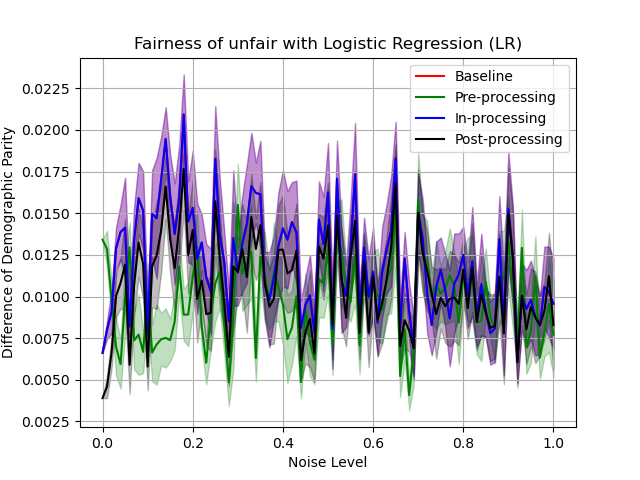 Fairness of unfair with Logistic Regression (LR)
Baseline
Pre-processing
In-processing
Post-processing
Difference of Demographic Parity
0.0225
0.0200
0.0175
0.0150
0.0125
0.0100
0.0075
0.0050
0.0025
0.0 0.2 0.4 0.6 0.8 1.0
Noise Level